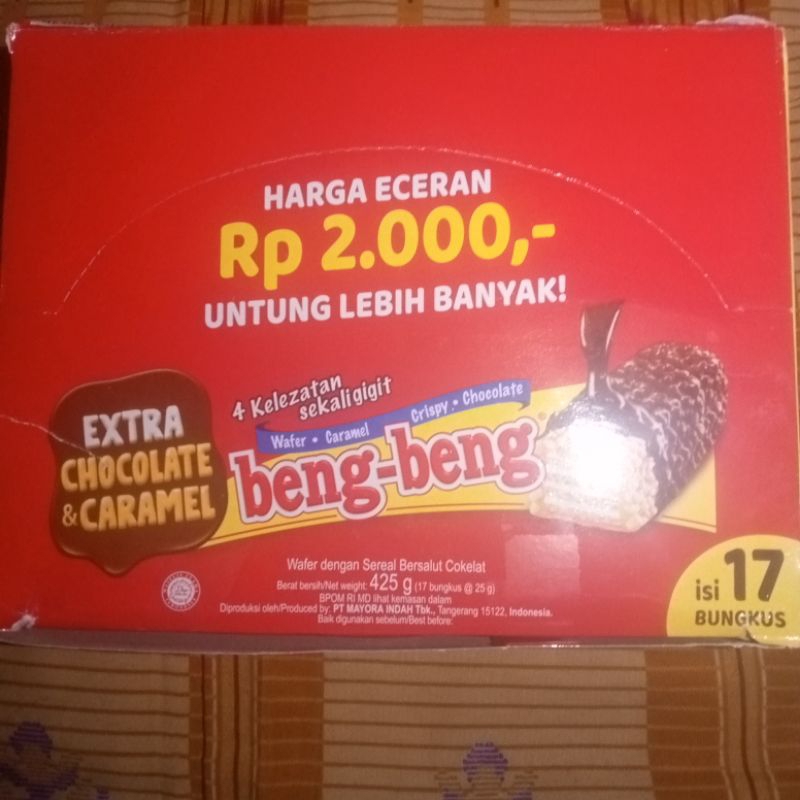 HARGA ECERAN
Rp 2.000,-
UNTUNG LEBIH BANYAK!
4 Kelezatan
sekali gigit
Wafer • Caramel Crispy • Chocolate
beng-beng
EXTRA
CHOCOLATE
& CARAMEL
Wafer dengan Sereal Bersalut Cokelat
Berat bersih/Net weight: 425 g (17 bungkus @ 25 g)
BPOM RI MD lihat kemasan dalam
Diproduksi oleh/Produced by: PT MAYORA INDAH Tbk., Tangerang 15122, Indonesia.
Baik digunakan sebelum/Best before:
isi 17
BUNGKUS